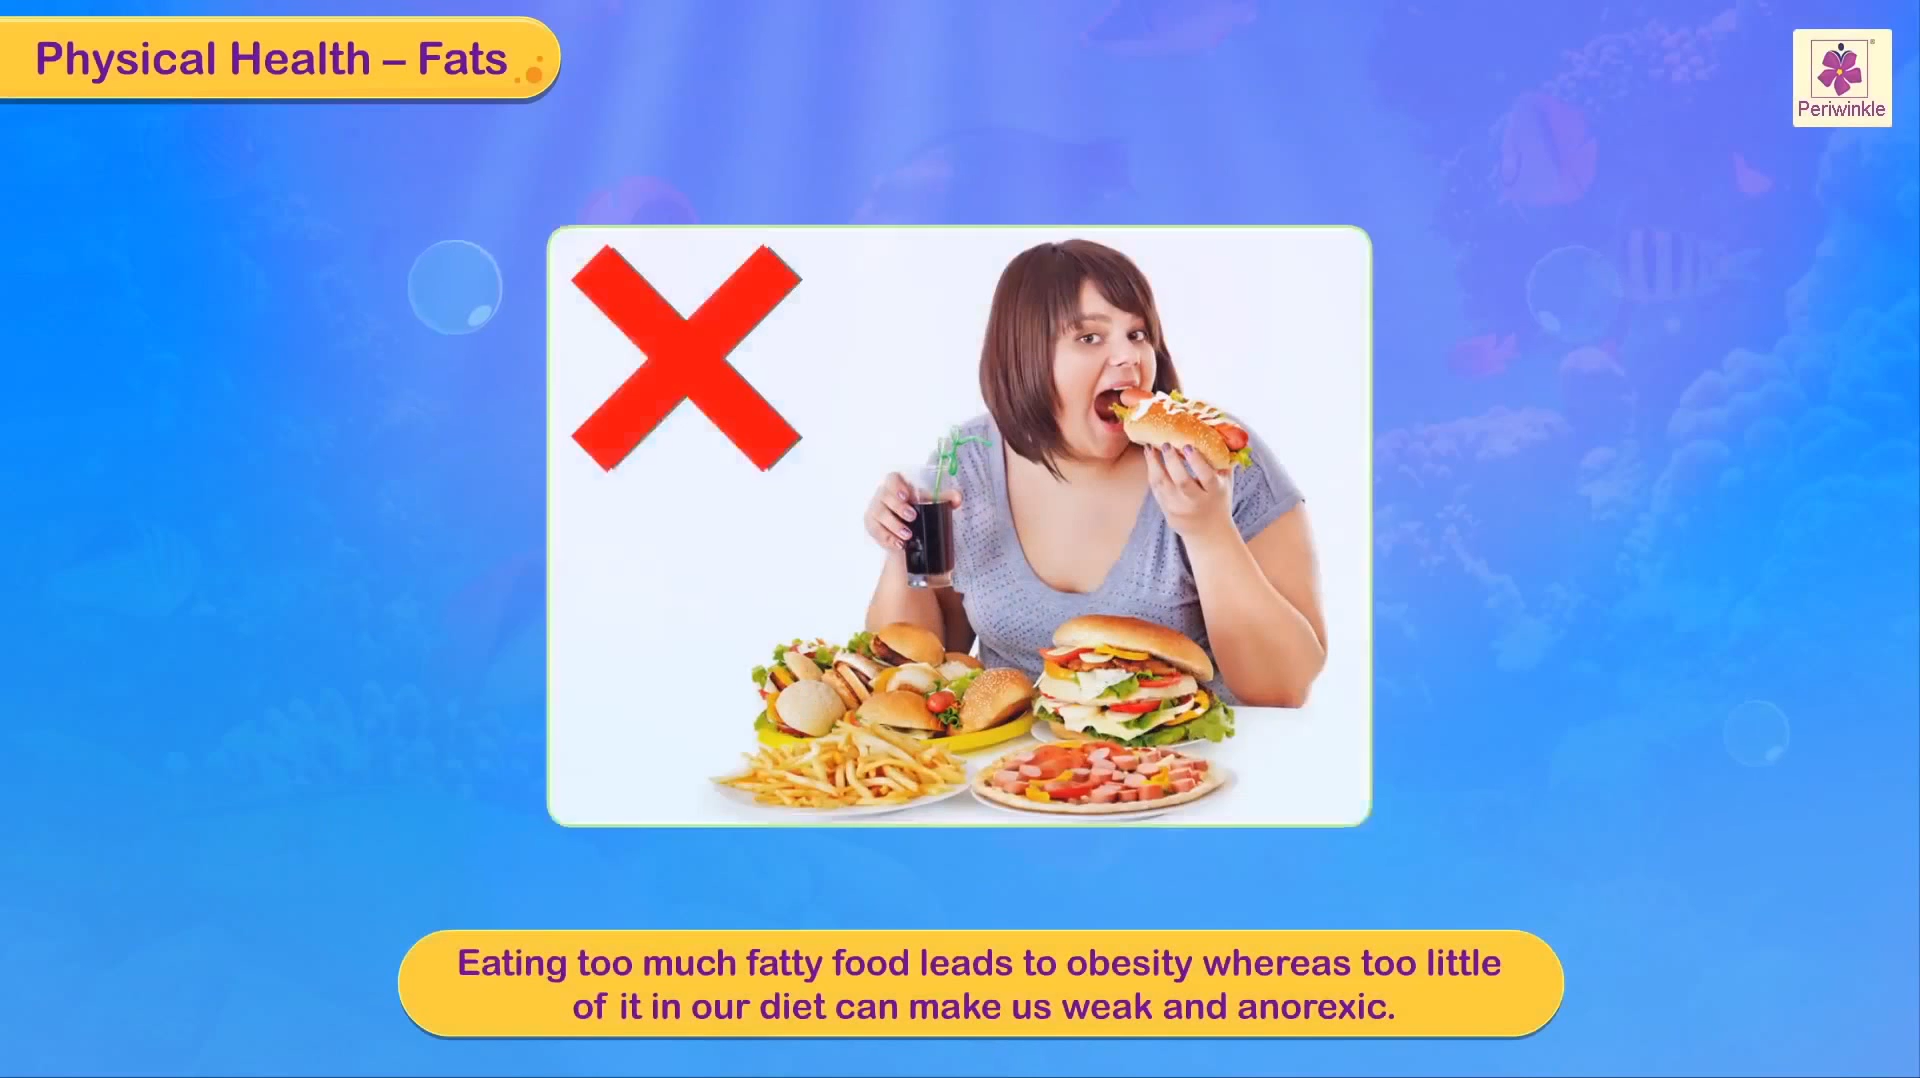 Physical Health – Fats
Periwinkle
Eating too much fatty food leads to obesity whereas too little
of it in our diet can make us weak and anorexic.